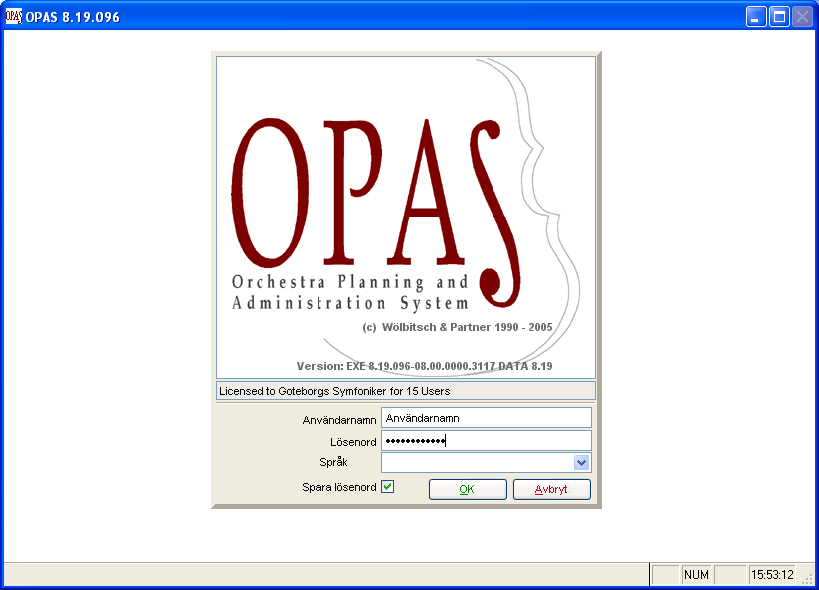 OPAS 8.19.096
OPAS
Orchestra Planning and
Administration System
(c) Wölbitsch & Partner 1990 - 2005
Version: EXE 8.19.096-08.00.0000.3117 DATA 8.19
Licensed to Goteborgs Symfoniker for 15 Users
Användarnamn Användarnamn
Lösenord ••••••••••••
Språk
Spara lösenord OK Avbryt
NUM 15:53:12